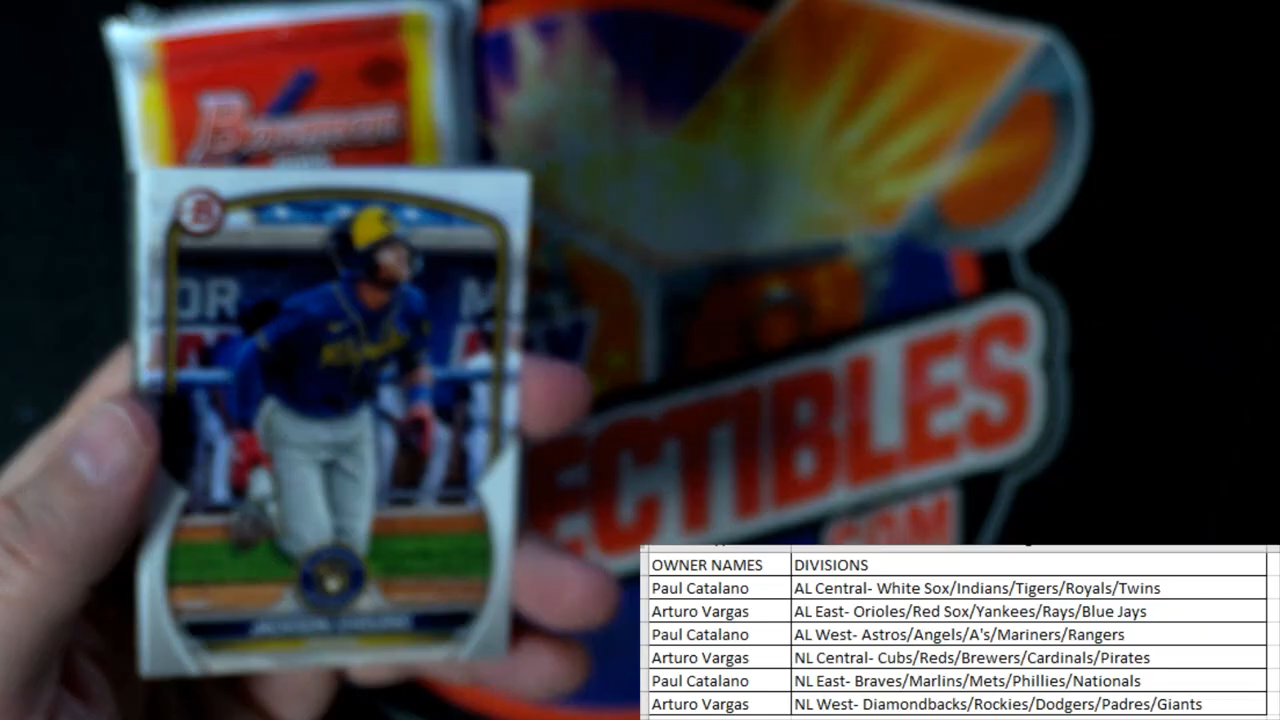 Bowman
ECTIBLES
.COM
OWNER NAMES DIVISIONS
Paul Catalano AL Central- White Sox/Indians/Tigers/Royals/Twins
Arturo Vargas AL East- Orioles/Red Sox/Yankees/Rays/Blue Jays
Paul Catalano AL West- Astros/Angels/A's/Mariners/Rangers
Arturo Vargas NL Central- Cubs/Reds/Brewers/Cardinals/Pirates
Paul Catalano NL East- Braves/Marlins/Mets/Phillies/Nationals
Arturo Vargas NL West- Diamondbacks/Rockies/Dodgers/Padres/Giants